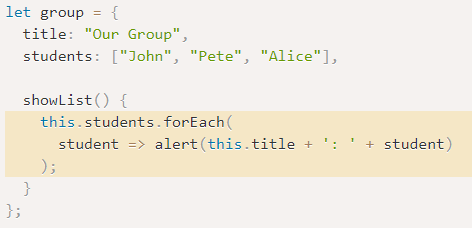 let group = {
  title: "Our Group",
  students: ["John", "Pete", "Alice"],

  showList() {
    this.students.forEach(
      student => alert(this.title + ': ' + student)
    );
  }
};